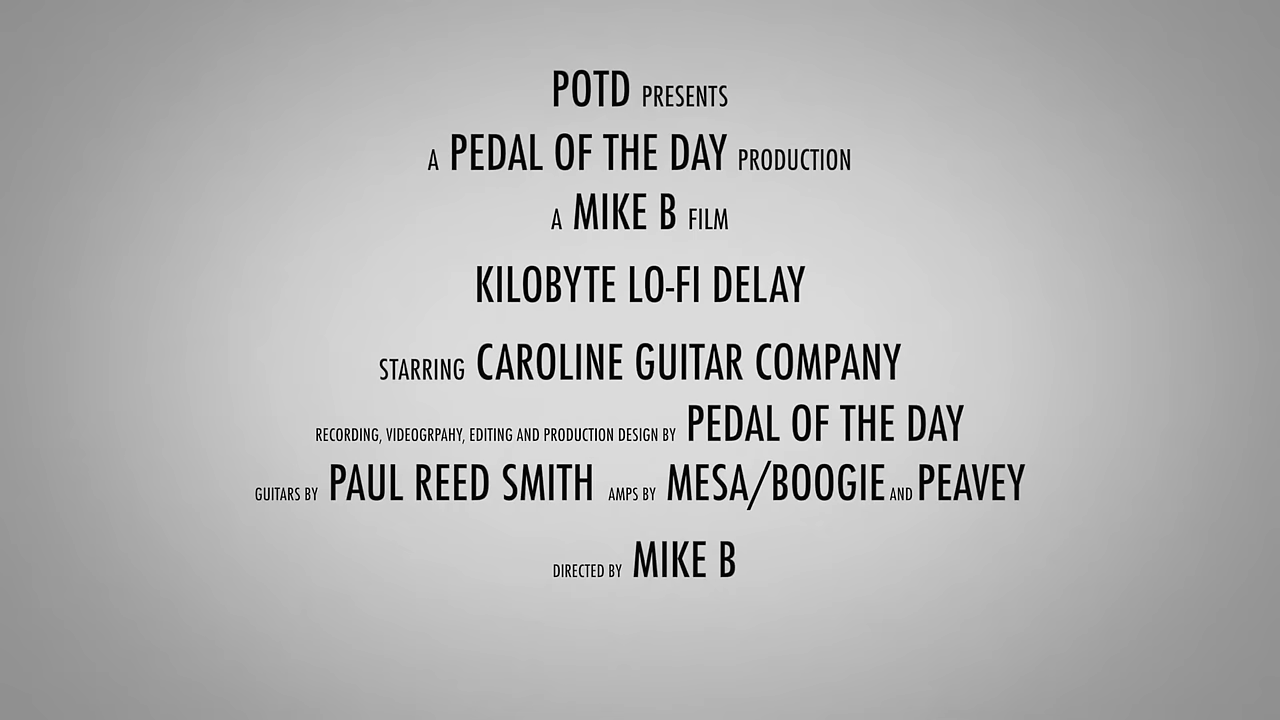 POTD PRESENTS
A PEDAL OF THE DAY PRODUCTION
A MIKE B FILM
KILOBYTE LO-FI DELAY
STARRING CAROLINE GUITAR COMPANY
RECORDING, VIDEOGRPAHY, EDITING AND PRODUCTION DESIGN BY PEDAL OF THE DAY
GUITARS BY PAUL REED SMITH AMPS BY MESA/BOOGIE AND PEAVEY
DIRECTED BY MIKE B